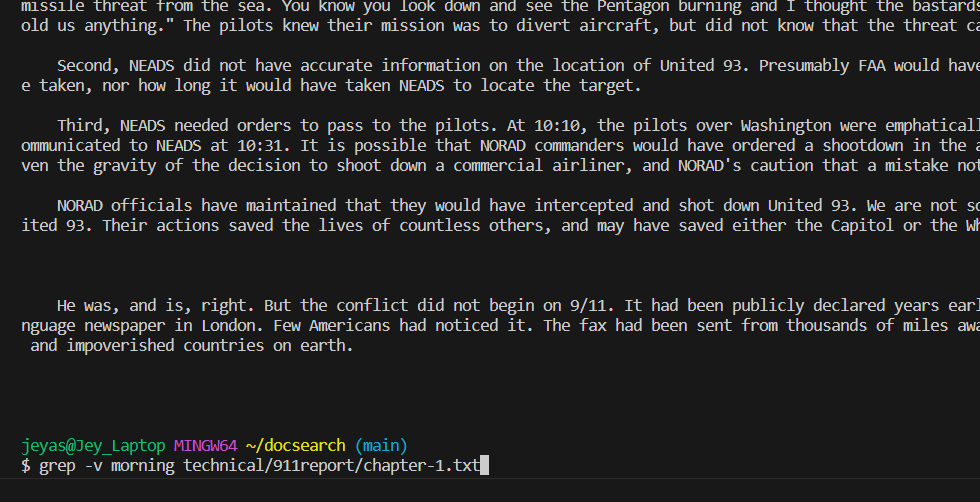 missile threat from the sea. You know you look down and see the Pentagon burning and I thought the bastards
old us anything." The pilots knew their mission was to divert aircraft, but did not know that the threat ca
Second, NEADS did not have accurate information on the location of United 93. Presumably FAA would have
e taken, nor how long it would have taken NEADS to locate the target.
Third, NEADS needed orders to pass to the pilots. At 10:10, the pilots over Washington were emphaticall
ommunicated to NEADS at 10:31. It is possible that NORAD commanders would have ordered a shootdown in the a
ven the gravity of the decision to shoot down a commercial airliner, and NORAD's caution that a mistake not
NORAD officials have maintained that they would have intercepted and shot down United 93. We are not so
ited 93. Their actions saved the lives of countless others, and may have saved either the Capitol or the Wh
He was, and is, right. But the conflict did not begin on 9/11. It had been publicly declared years earl
nguage newspaper in London. Few Americans had noticed it. The fax had been sent from thousands of miles awa
and impoverished countries on earth.
jeyas@Jey_Laptop MINGW64 ~/docsearch (main)
$ grep -v morning technical/911report/chapter-1.txt